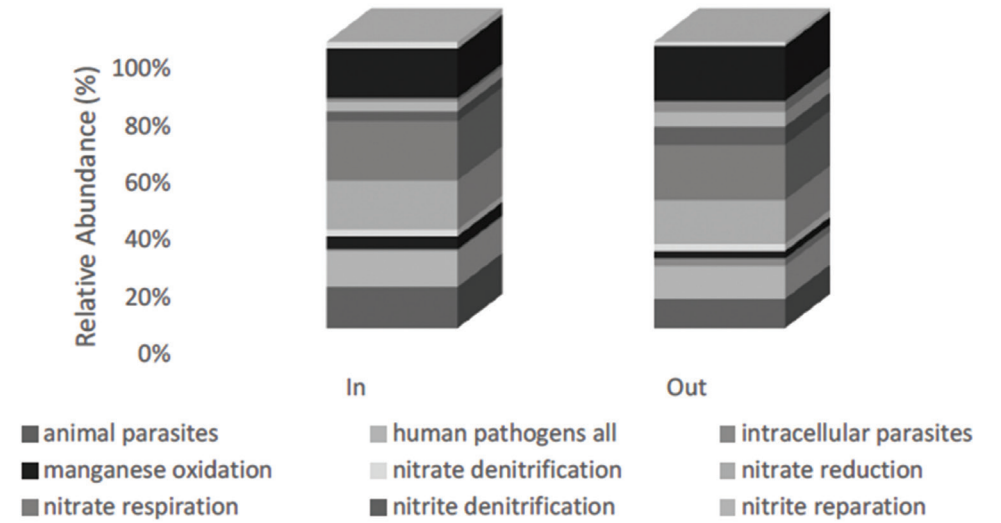 Relative Abundance (%)
100%
80%
60%
40%
20%
0%
In Out
animal parasites human pathogens all intracellular parasites
manganese oxidation nitrate denitrification nitrate reduction
nitrate respiration nitrite denitrification nitrite reparation